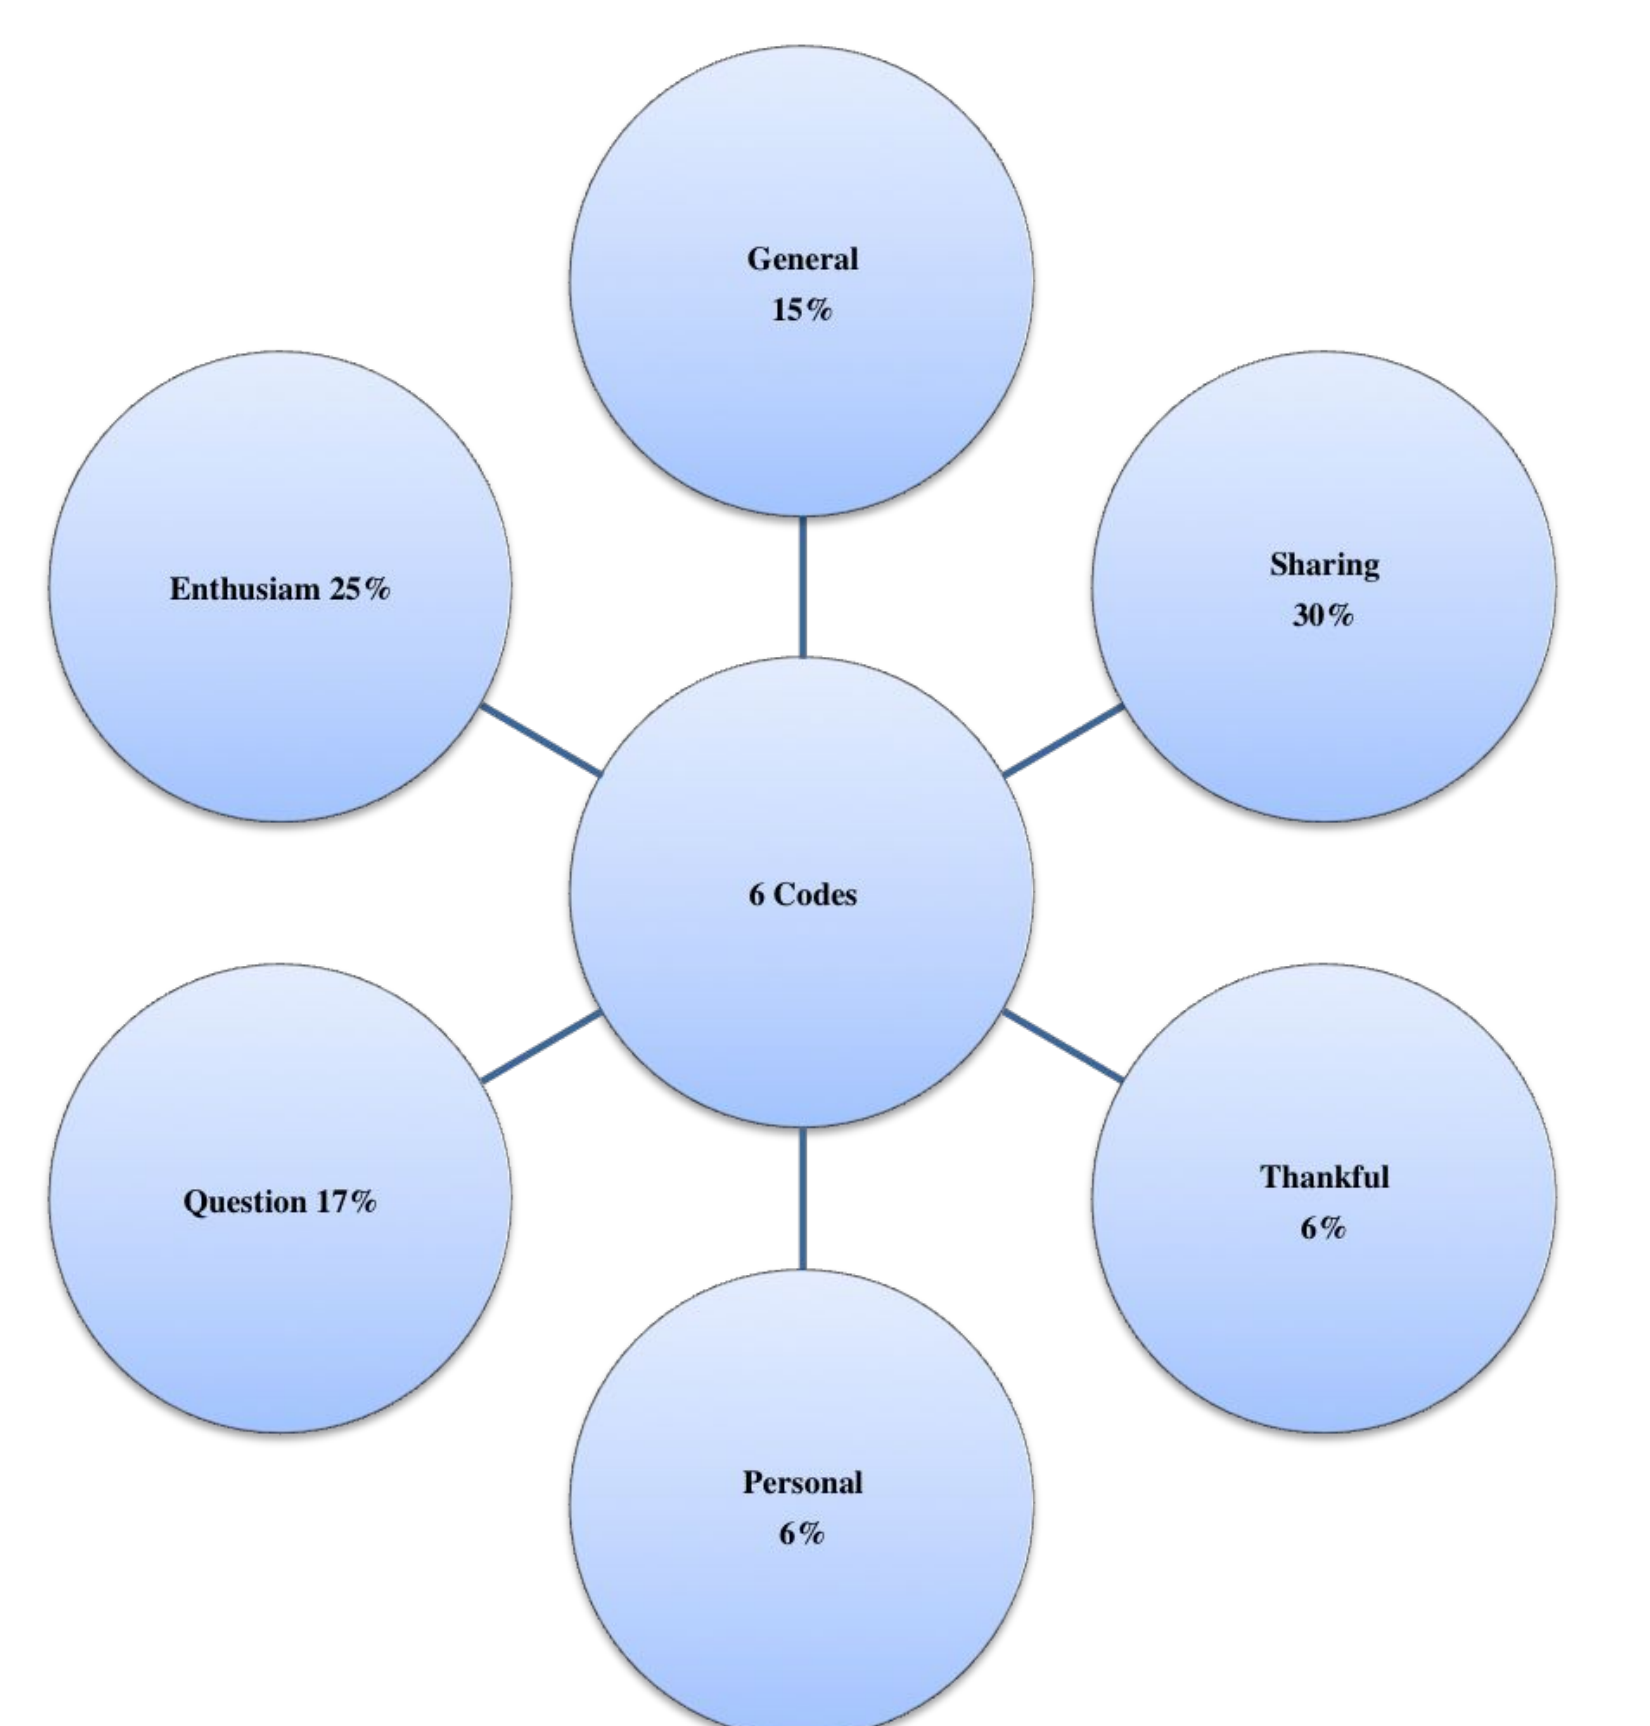 General
15%
Sharing
30%
Enthusiam 25%
6 Codes
Thankful
6%
Question 17%
Personal
6%